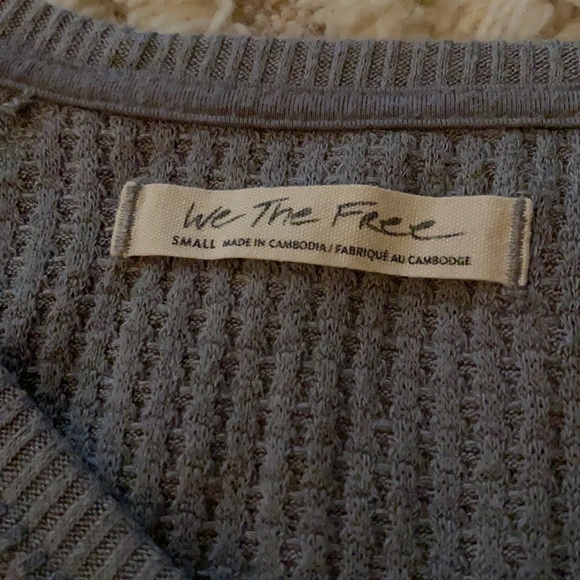 We The Free
SMALL MADE IN CAMBODIA / FABRIQUÉ AU CAMBODGE